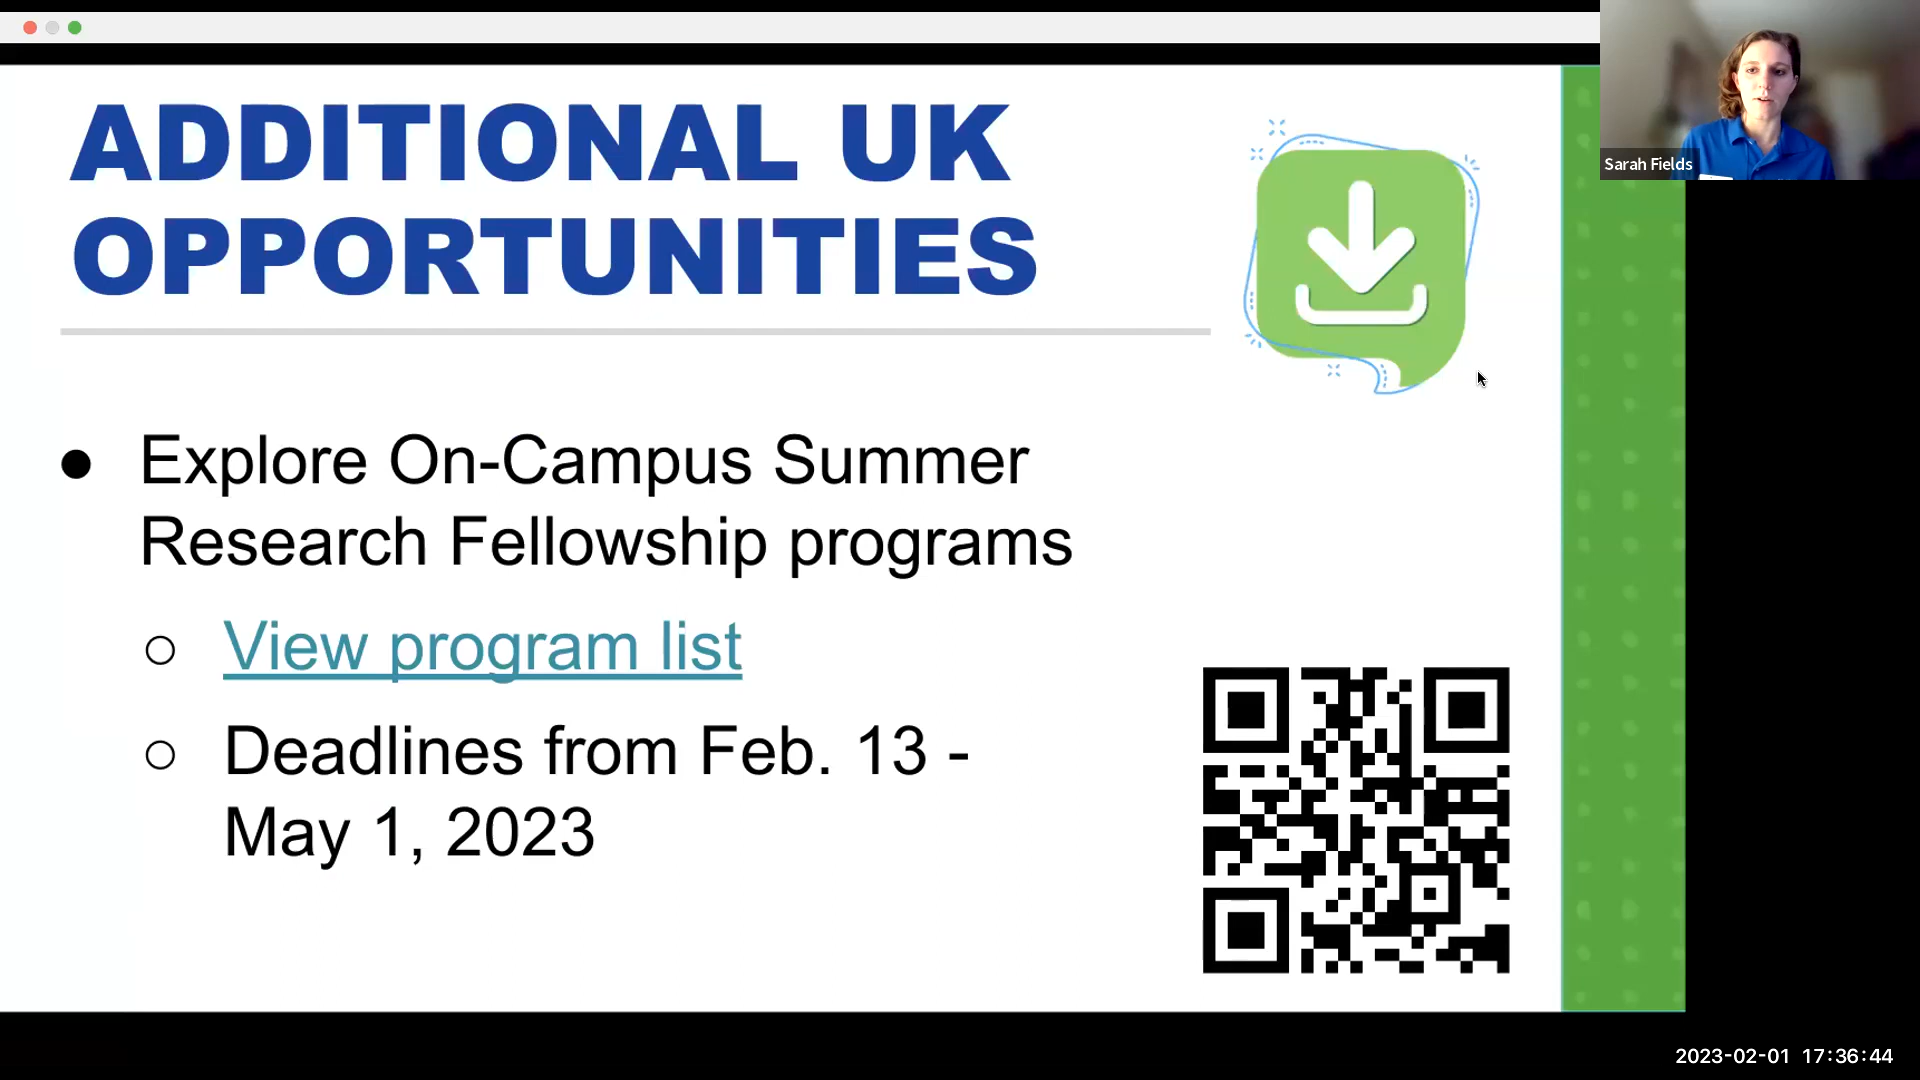 ADDITIONAL UK
OPPORTUNITIES
Sarah Fields
● Explore On-Campus Summer
Research Fellowship programs
○ View program list
○ Deadlines from Feb. 13 -
May 1, 2023
2023-02-01 17:36:44